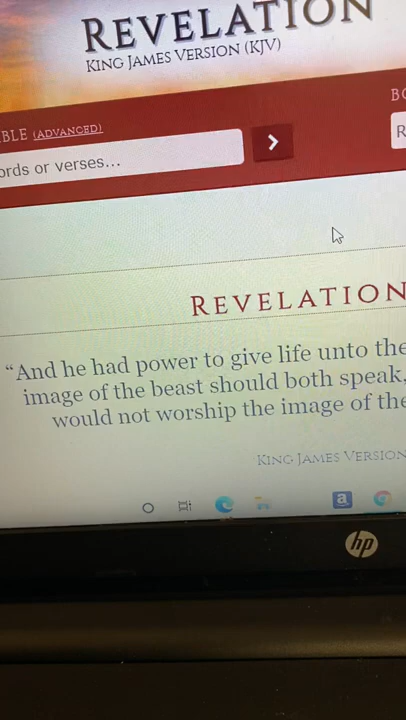 REVELATION
KING JAMES VERSION (KJV)
BLE (ADVANCED)
ords or verses...
R
REVELATION
“And he had power to give life unto the
image of the beast should both speak,
would not worship the image of the
KING JAMES VERSION
a
hp